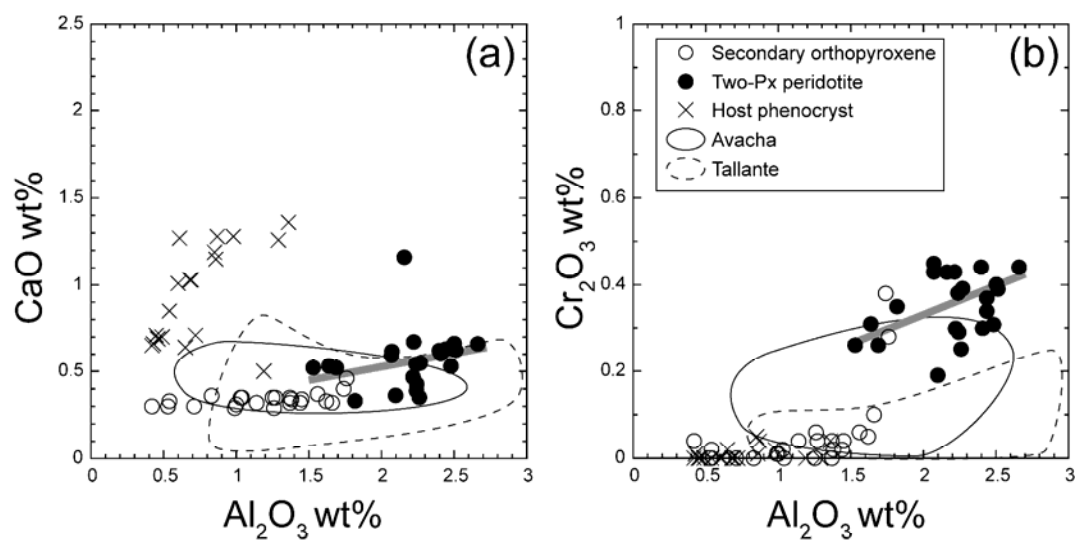 (a)
2.5
2
1.5
1
0.5
0
CaO wt%
0 0.5 1 1.5 2 2.5 3
Al₂O₃ wt%
(b)
1
0.8
0.6
0.4
0.2
0
Cr₂O₃ wt%
Secondary orthopyroxene
Two-Px peridotite
Host phenocryst
Avacha
Tallante
0 0.5 1 1.5 2 2.5 3
Al₂O₃ wt%